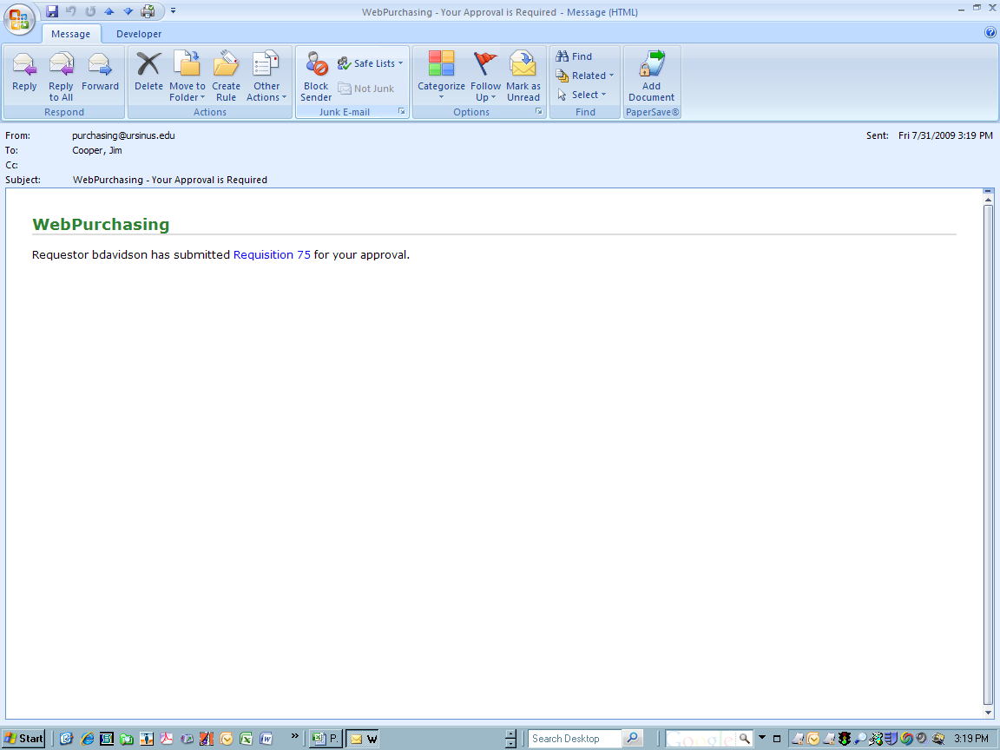 WebPurchasing - Your Approval is Required - Message (HTML)
Message Developer
Reply
Reply to All
Forward
Respond
Delete
Move to Folder
Create Rule
Other Actions
Actions
Block Sender
Safe Lists
Not Junk
Junk E-mail
Categorize
Follow Up
Mark as Unread
Options
Find
Related
Select
Find
Add Document
PaperSave®
From: purchasing@ursinus.edu Sent: Fri 7/31/2009 3:19 PM
To: Cooper, Jim
Cc:
Subject: WebPurchasing - Your Approval is Required
WebPurchasing
Requestor bdavidson has submitted Requisition 75 for your approval.
Start P. W Search Desktop Google 3:19 PM